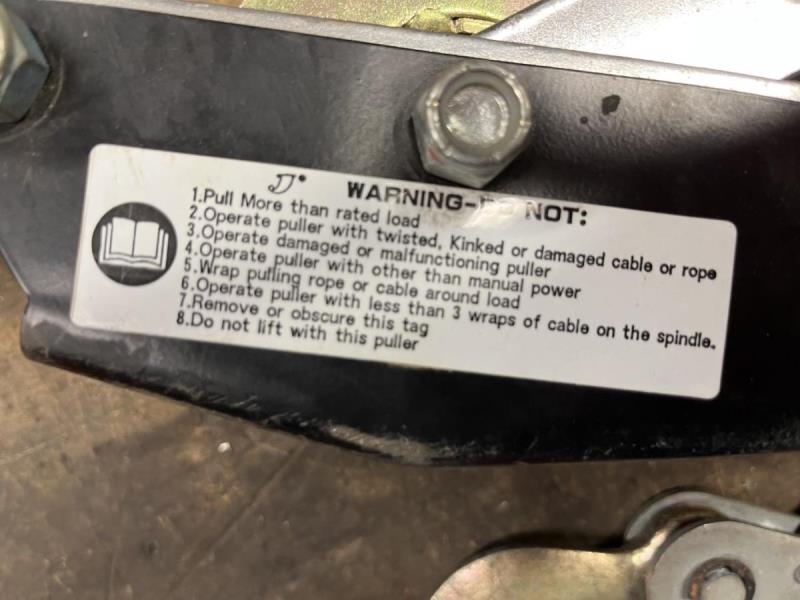 WARNING-DO NOT:
1.Pull More than rated load
2.Operate puller with twisted, Kinked or damaged cable or rope
3.Operate damaged or malfunctioning puller
4.Operate puller with other than manual power
5.Wrap pulling rope or cable around load
6.Operate puller with less than 3 wraps of cable on the spindle.
7.Remove or obscure this tag
8.Do not lift with this puller